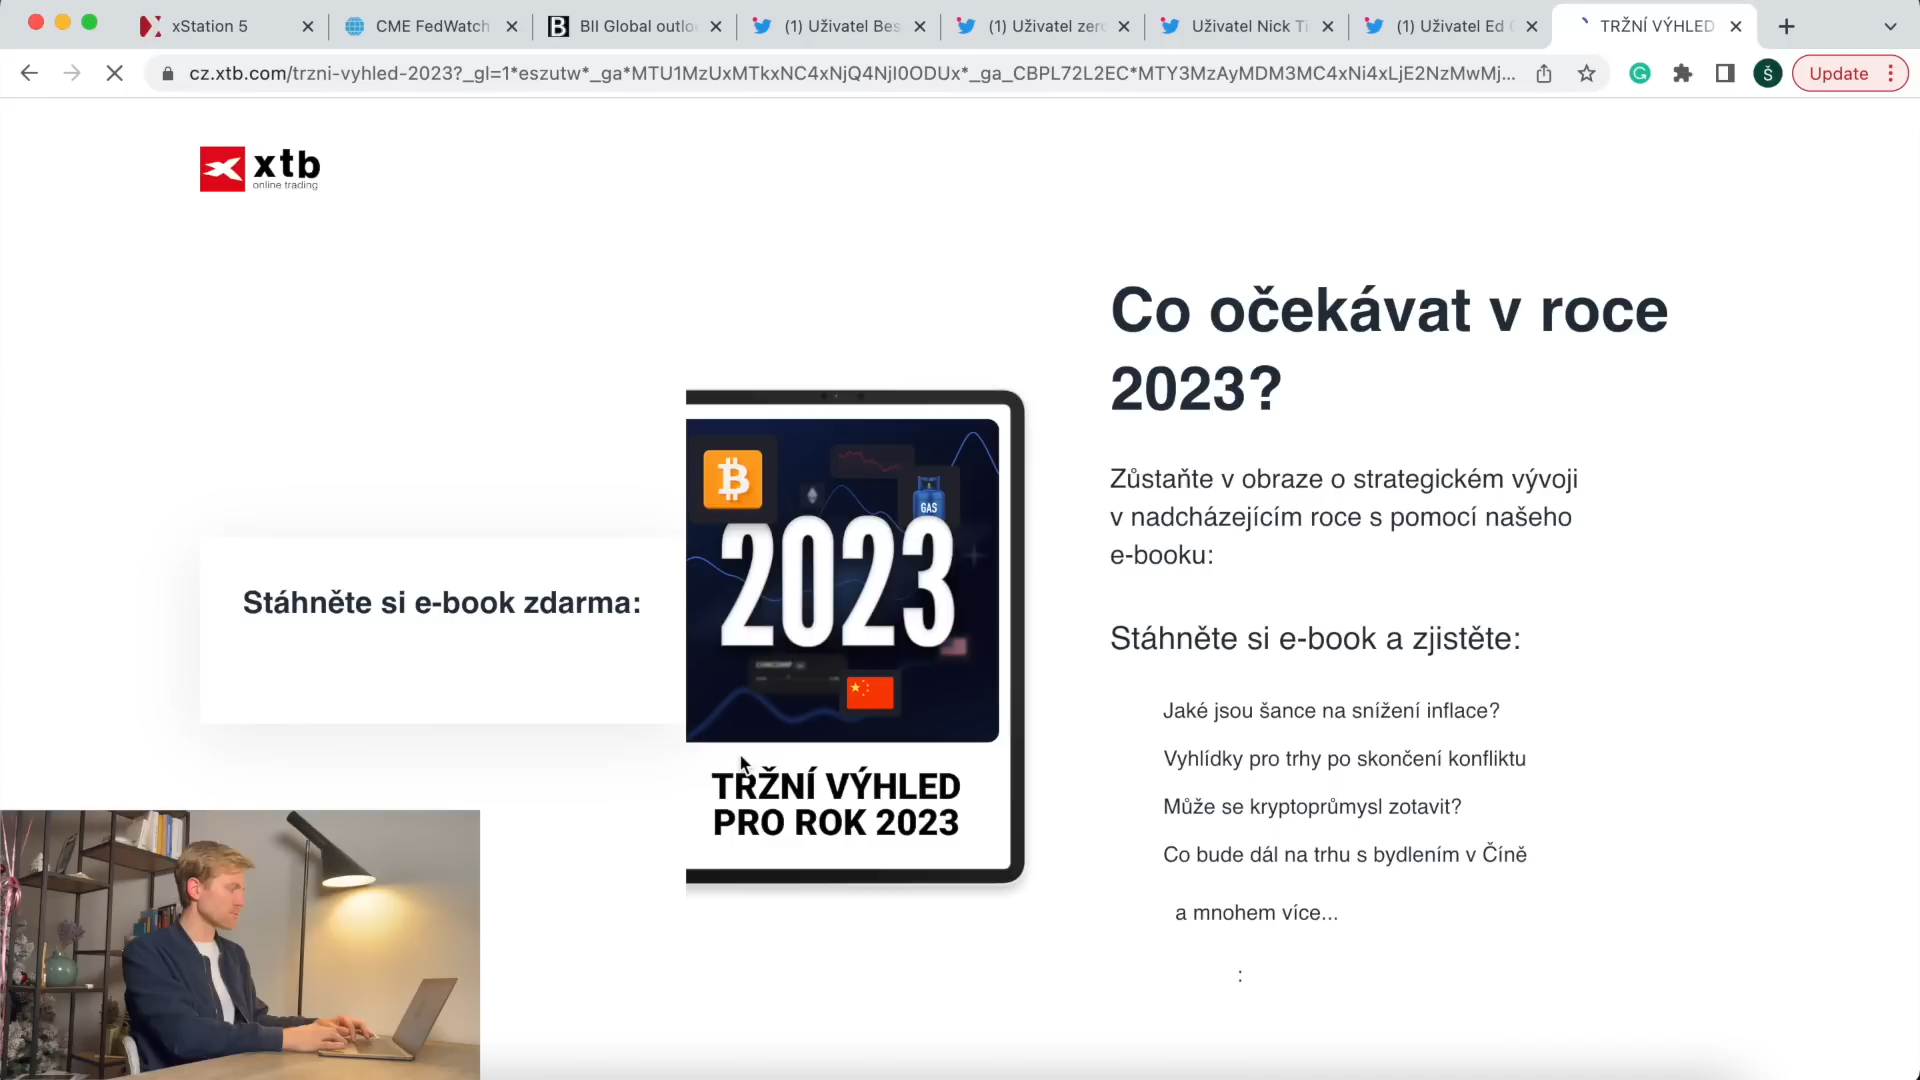 xStation 5
CME FedWatch
BII Global outlo
(1) Uživatel Bes
(1) Uživatel zero
Uživatel Nick Ti
(1) Uživatel Ed
TRŽNÍ VÝHLED
cz.xtb.com/trzni-vyhled-2023?_gl=1*eszutw*_ga*MTU1MzUxMTkxNC4xNjQ4NjI0ODUx*_ga_CBPL72L2EC*MTY3MzAyMDM3MC4xNi4xLjE2NzMwMj...
Š
Update
xtb
online trading
Co očekávat v roce
2023?
Zůstaňte v obraze o strategickém vývoji
v nadcházejícím roce s pomocí našeho
e-booku:
Stáhněte si e-book a zjistěte:
Jaké jsou šance na snížení inflace?
Vyhlídky pro trhy po skončení konfliktu
Může se kryptoprůmysl zotavit?
Co bude dál na trhu s bydlením v Číně
a mnohem více...
:
Stáhněte si e-book zdarma:
GAS
2023
TRŽNÍ VÝHLED
PRO ROK 2023